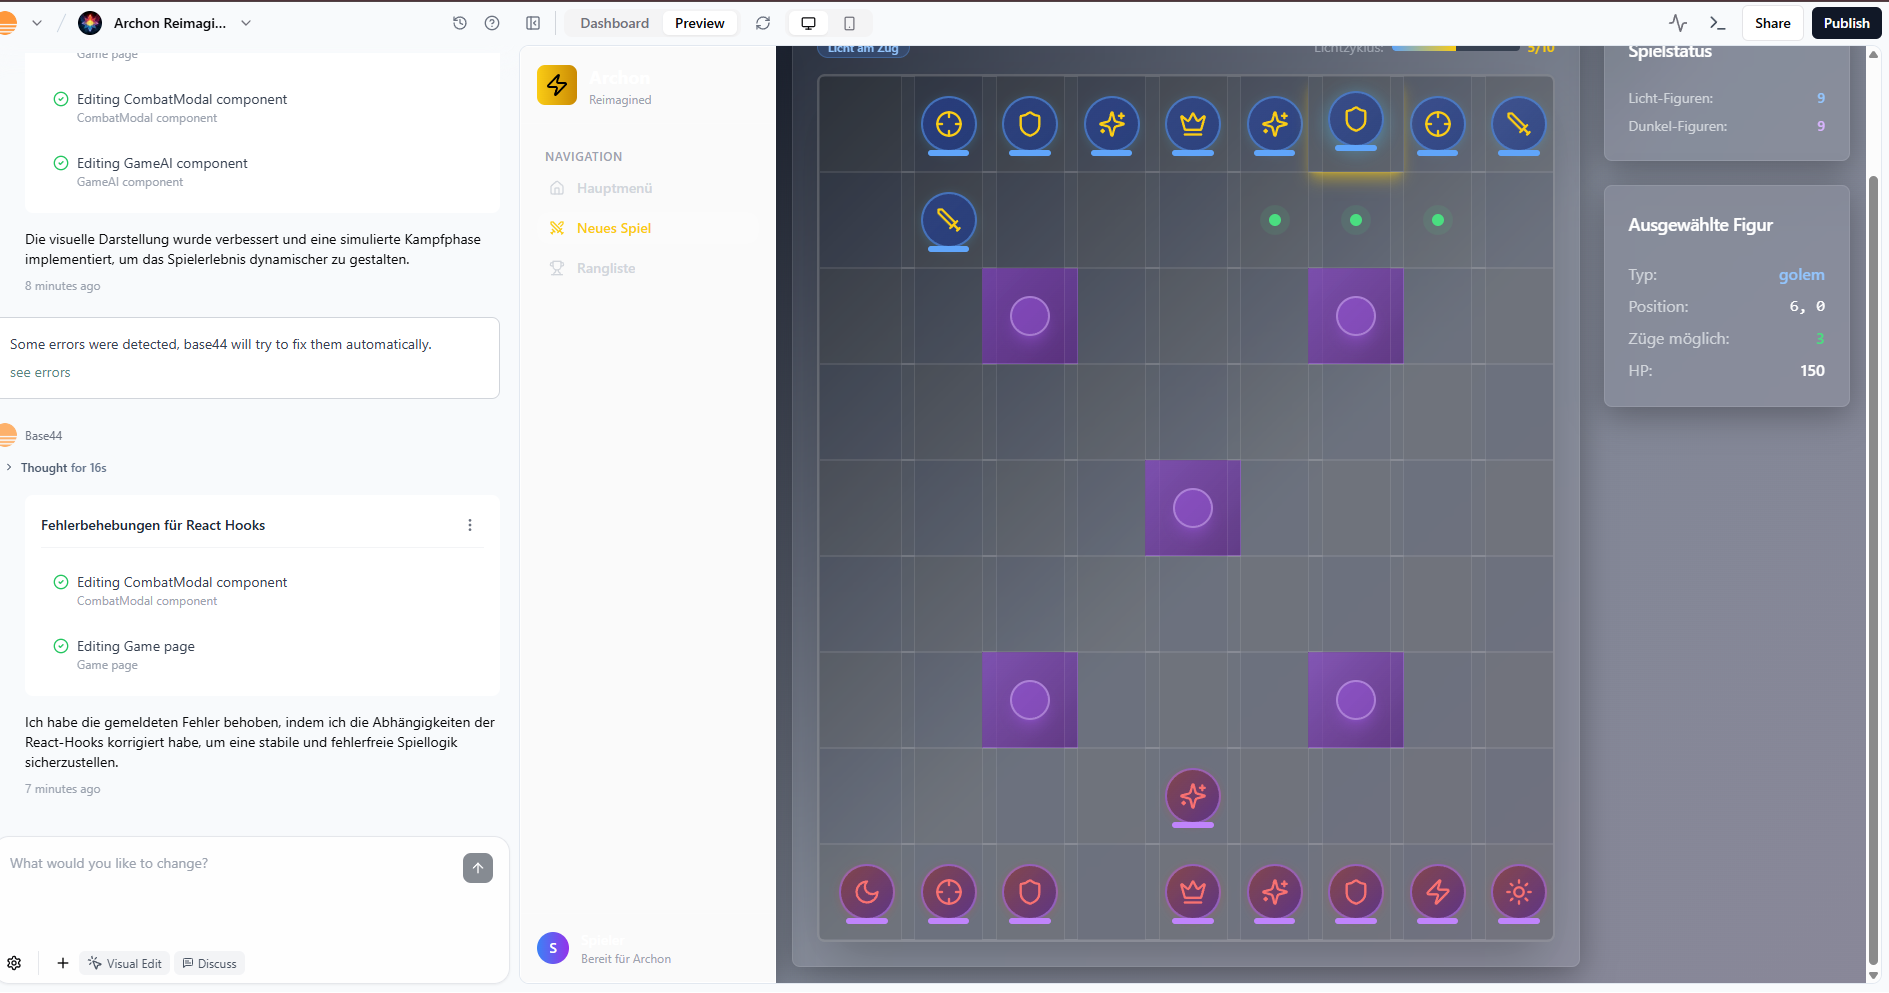 Archon Reimagi...
Dashboard
Preview
Share
Publish
Game page
Editing CombatModal component
CombatModal component
Editing GameAI component
GameAI component
Die visuelle Darstellung wurde verbessert und eine simulierte Kampfphase
implementiert, um das Spielerlebnis dynamischer zu gestalten.
8 minutes ago
Some errors were detected, base44 will try to fix them automatically.
see errors
Base44
Thought for 16s
Fehlerbehebungen für React Hooks
Editing CombatModal component
CombatModal component
Editing Game page
Game page
Ich habe die gemeldeten Fehler behoben, indem ich die Abhängigkeiten der
React-Hooks korrigiert habe, um eine stabile und fehlerfreie Spiellogik
sicherzustellen.
7 minutes ago
What would you like to change?
Visual Edit
Discuss
Archon
Reimagined
NAVIGATION
Hauptmenü
Neues Spiel
Rangliste
S
Spieler
Bereit für Archon
Licht am Zug
Lichtzyklus:
5/10
Spielstatus
Licht-Figuren: 9
Dunkel-Figuren: 9
Ausgewählte Figur
Typ: golem
Position: 6, 0
Züge möglich: 3
HP: 150